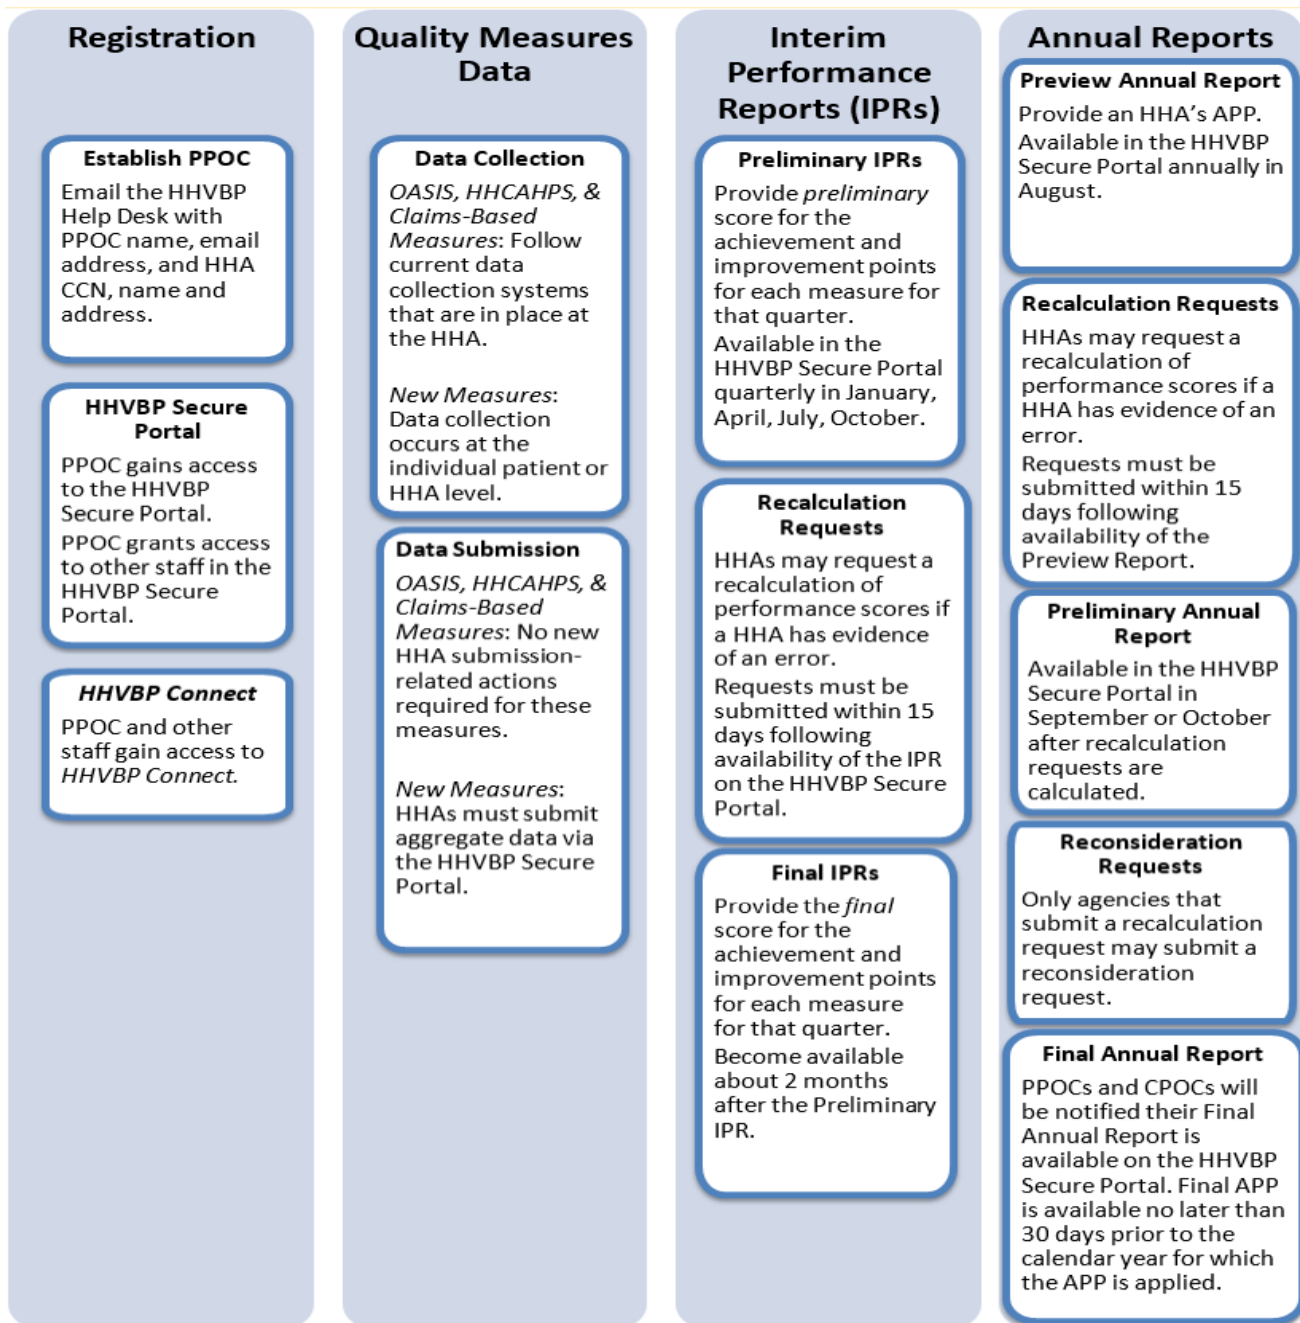 Registration
Establish PPOC
Email the HHVBP
Help Desk with
PPOC name, email
address, and HHA
CCN, name and
address.
HHVBP Secure
Portal
PPOC gains access
to the HHVBP
Secure Portal.
PPOC grants access
to other staff in the
HHVBP Secure
Portal.
HHVBP Connect
PPOC and other
staff gain access to
HHVBP Connect.
Quality Measures
Data
Data Collection
OASIS, HHCAHPS, &
Claims-Based
Measures: Follow
current data
collection systems
that are in place at
the HHA.
New Measures:
Data collection
occurs at the
individual patient or
HHA level.
Data Submission
OASIS, HHCAHPS, &
Claims-Based
Measures: No new
HHA submission-
related actions
required for these
measures.
New Measures:
HHAs must submit
aggregate data via
the HHVBP Secure
Portal.
Interim
Performance
Reports (IPRs)
Preliminary IPRs
Provide preliminary
score for the
achievement and
improvement points
for each measure for
that quarter.
Available in the
HHVBP Secure Portal
quarterly in January,
April, July, October.
Recalculation
Requests
HHAs may request a
recalculation of
performance scores if
a HHA has evidence
of an error.
Requests must be
submitted within 15
days following
availability of the IPR
on the HHVBP Secure
Portal.
Final IPRs
Provide the final
score for the
achievement and
improvement points
for each measure
for that quarter.
Become available
about 2 months
after the Preliminary
IPR.
Annual Reports
Preview Annual Report
Provide an HHA's APP.
Available in the HHVBP
Secure Portal annually in
August.
Recalculation Requests
HHAs may request a
recalculation of
performance scores if a
HHA has evidence of an
error.
Requests must be
submitted within 15
days following
availability of the
Preview Report.
Preliminary Annual
Report
Available in the HHVBP
Secure Portal in
September or October
after recalculation
requests are
calculated.
Reconsideration
Requests
Only agencies that
submit a recalculation
request may submit a
reconsideration
request.
Final Annual Report
PPOCs and CPOCs will
be notified their Final
Annual Report is
available on the HHVBP
Secure Portal. Final APP
is available no later than
30 days prior to the
calendar year for which
the APP is applied.